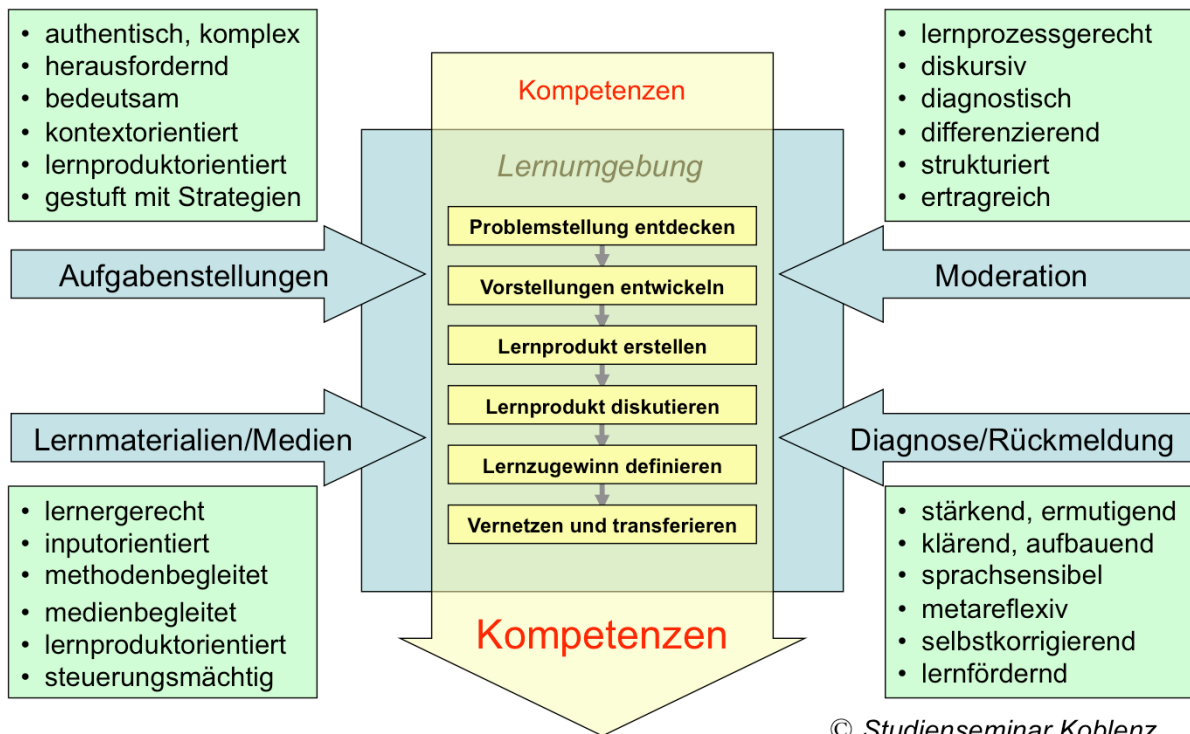 • authentisch, komplex
• herausfordernd
• bedeutsam
• kontextorientiert
• lernproduktorientiert
• gestuft mit Strategien
Aufgabenstellungen
Lernmaterialien/Medien
• lernergerecht
• inputorientiert
• methodenbegleitet
• medienbegleitet
• lernproduktorientiert
• steuerungsmächtig
Kompetenzen
Lernumgebung
Problemstellung entdecken
Vorstellungen entwickeln
Lernprodukt erstellen
Lernprodukt diskutieren
Lernzugewinn definieren
Vernetzen und transferieren
Kompetenzen
• lernprozessgerecht
• diskursiv
• diagnostisch
• differenzierend
• strukturiert
• ertragreich
Moderation
Diagnose/Rückmeldung
• stärkend, ermutigend
• klärend, aufbauend
• sprachsensibel
• metareflexiv
• selbstkorrigierend
• lernfördernd
© Studienseminar Koblenz